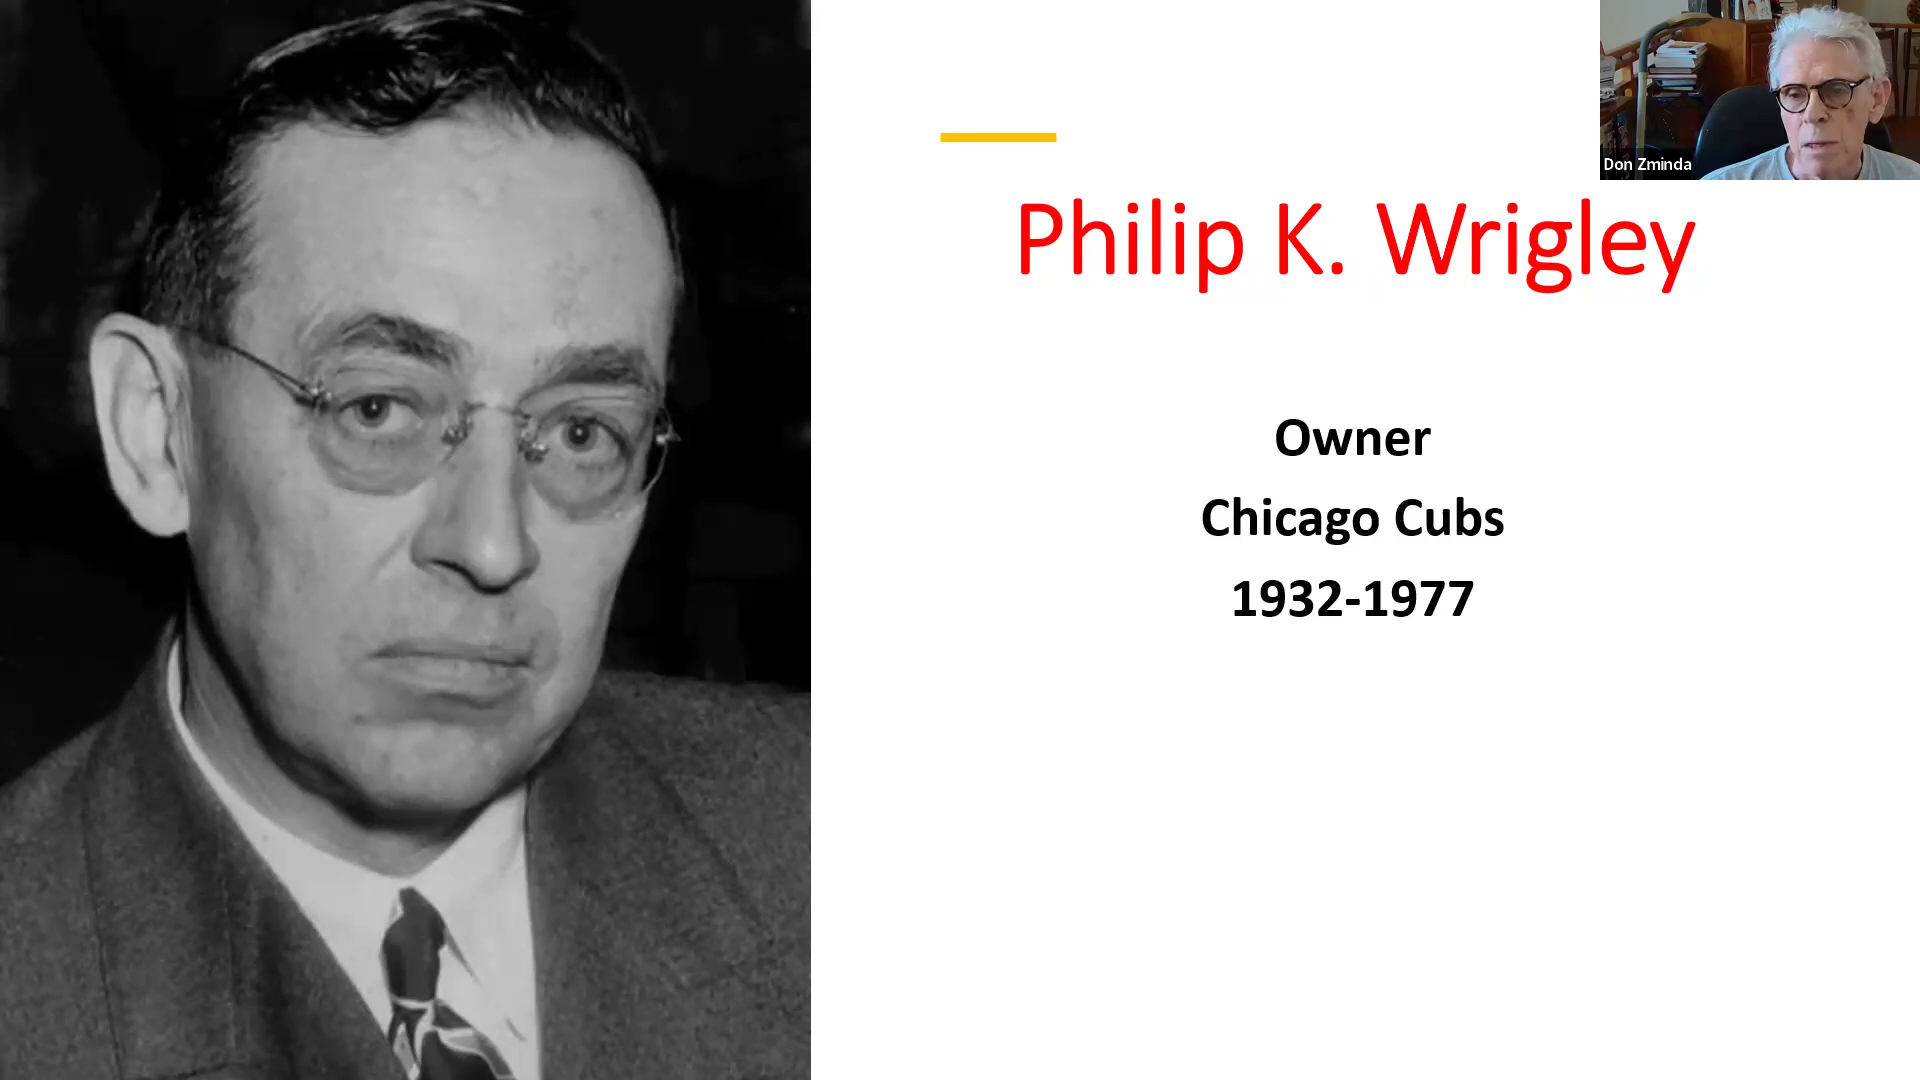 Don Zminda
Philip K. Wrigley
Owner
Chicago Cubs
1932-1977